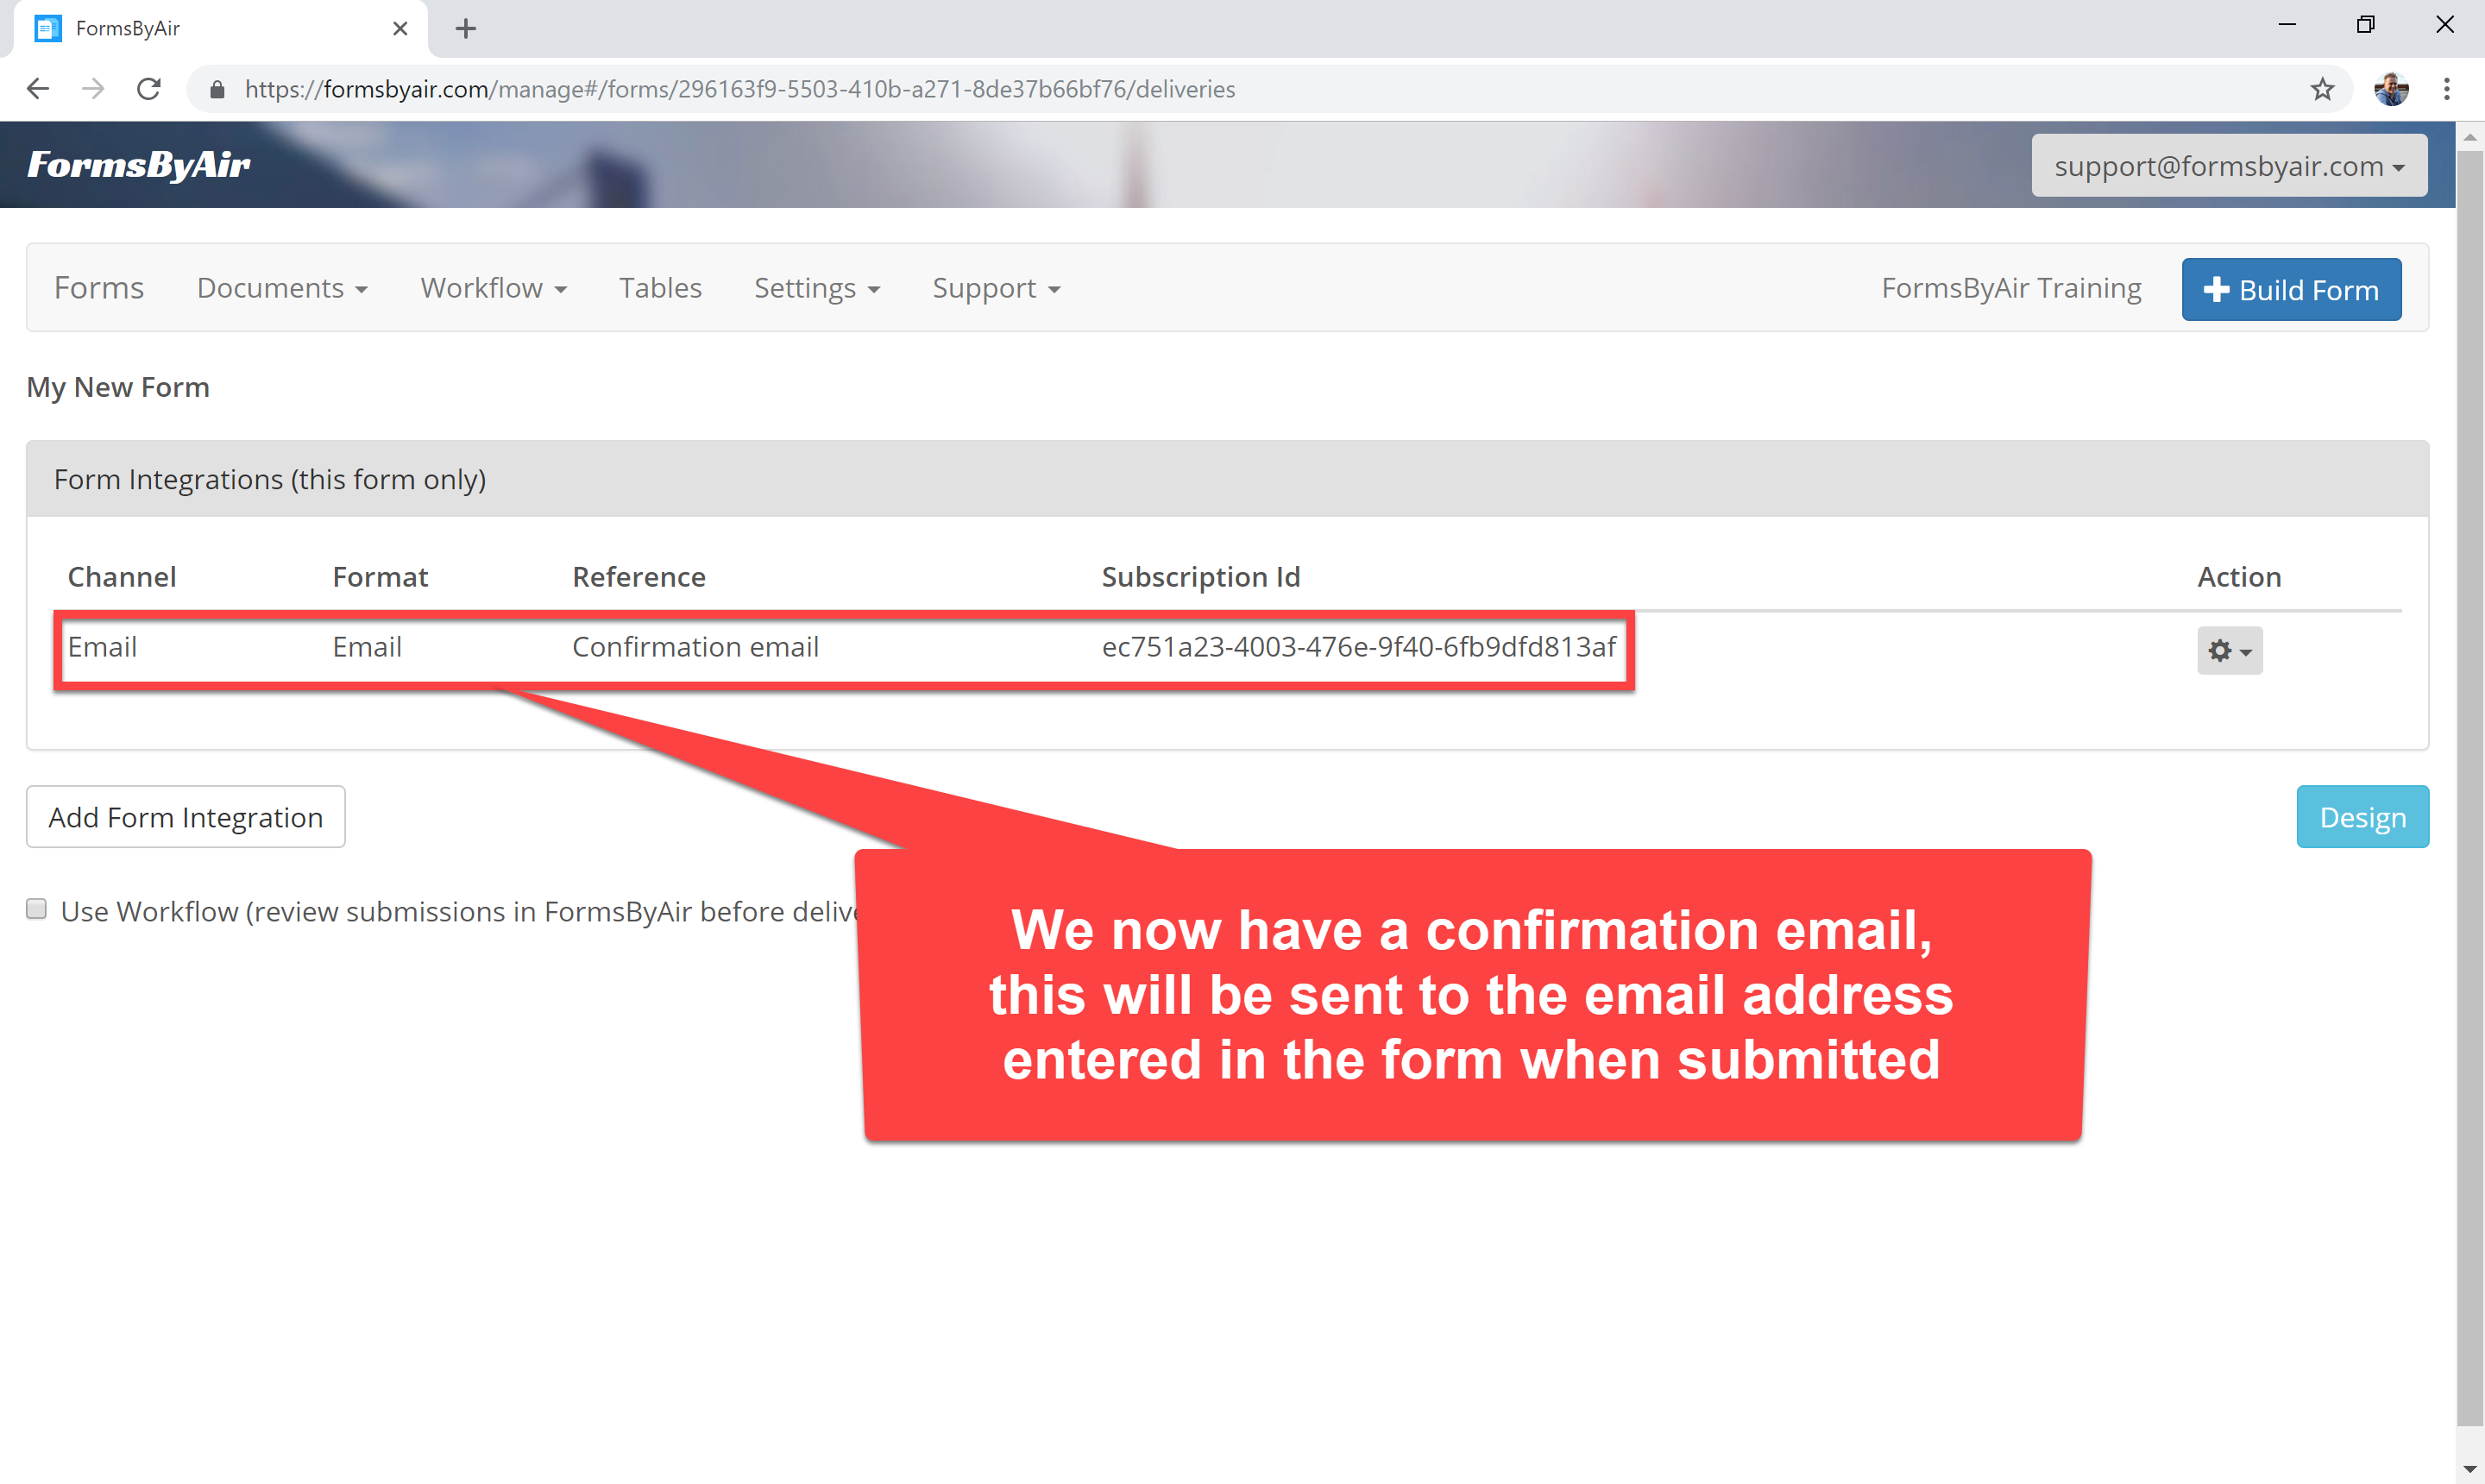 FormsByAir
https://formsbyair.com/manage#/forms/296163f9-5503-410b-a271-8de37b66bf76/deliveries
FormsByAir
support@formsbyair.com
Forms Documents Workflow Tables Settings Support FormsByAir Training Build Form
My New Form
Form Integrations (this form only)
Channel Format Reference Subscription Id Action
Email Email Confirmation email ec751a23-4003-476e-9f40-6fb9dfd813af
Add Form Integration Design
Use Workflow (review submissions in FormsByAir before
We now have a confirmation email,
this will be sent to the email address
entered in the form when submitted